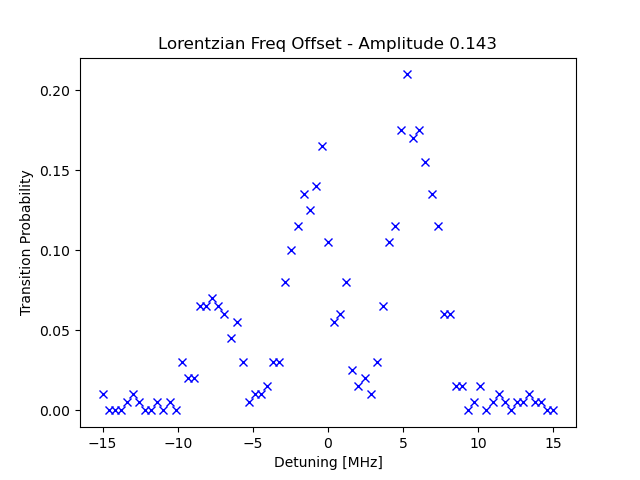 Lorentzian Freq Offset - Amplitude 0.143
Transition Probability
0.20
0.15
0.10
0.05
0.00
−15 −10 −5 0 5 10 15
Detuning [MHz]